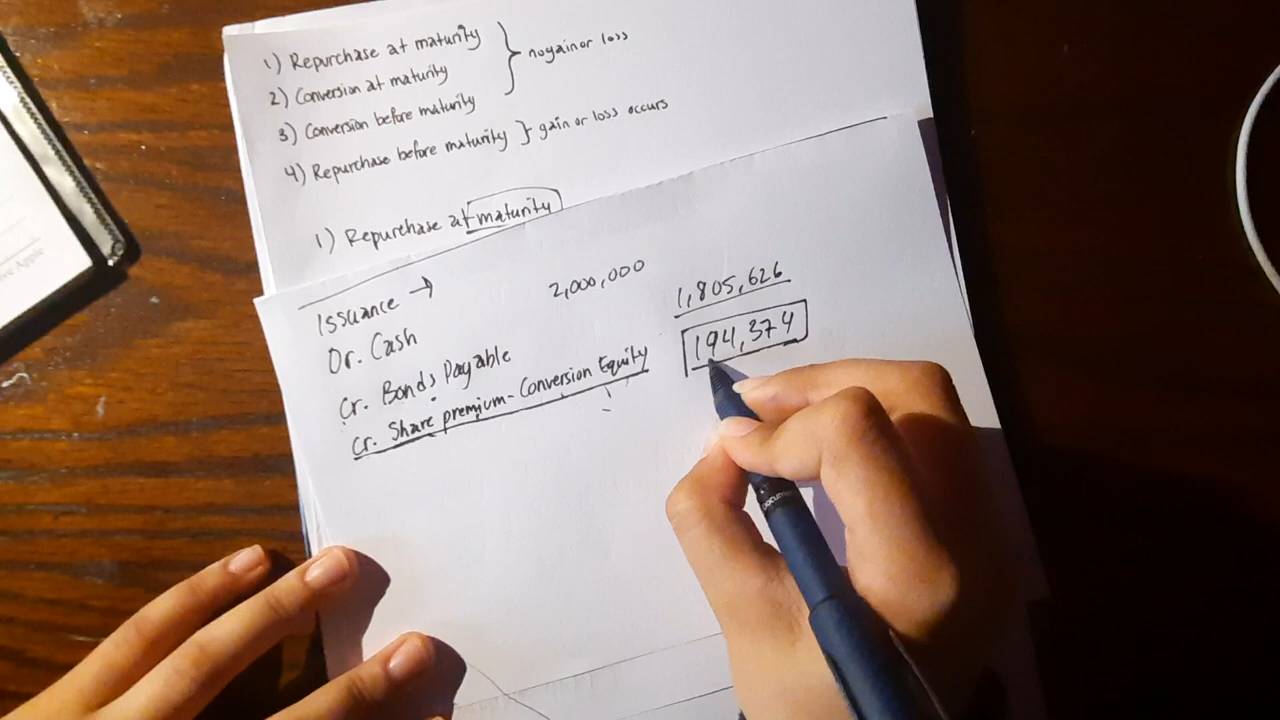 1) Repurchase at maturity
2) Conversion at maturity
3) Conversion before maturity
no gain or loss
4) Repurchase before maturity } gain or loss occurs
1) Repurchase at maturity
Issuance →
Dr. Cash 2,000,000
Cr. Bonds Payable 1,805,626
Cr. Share premium - Conversion Equity 194,374
Apple